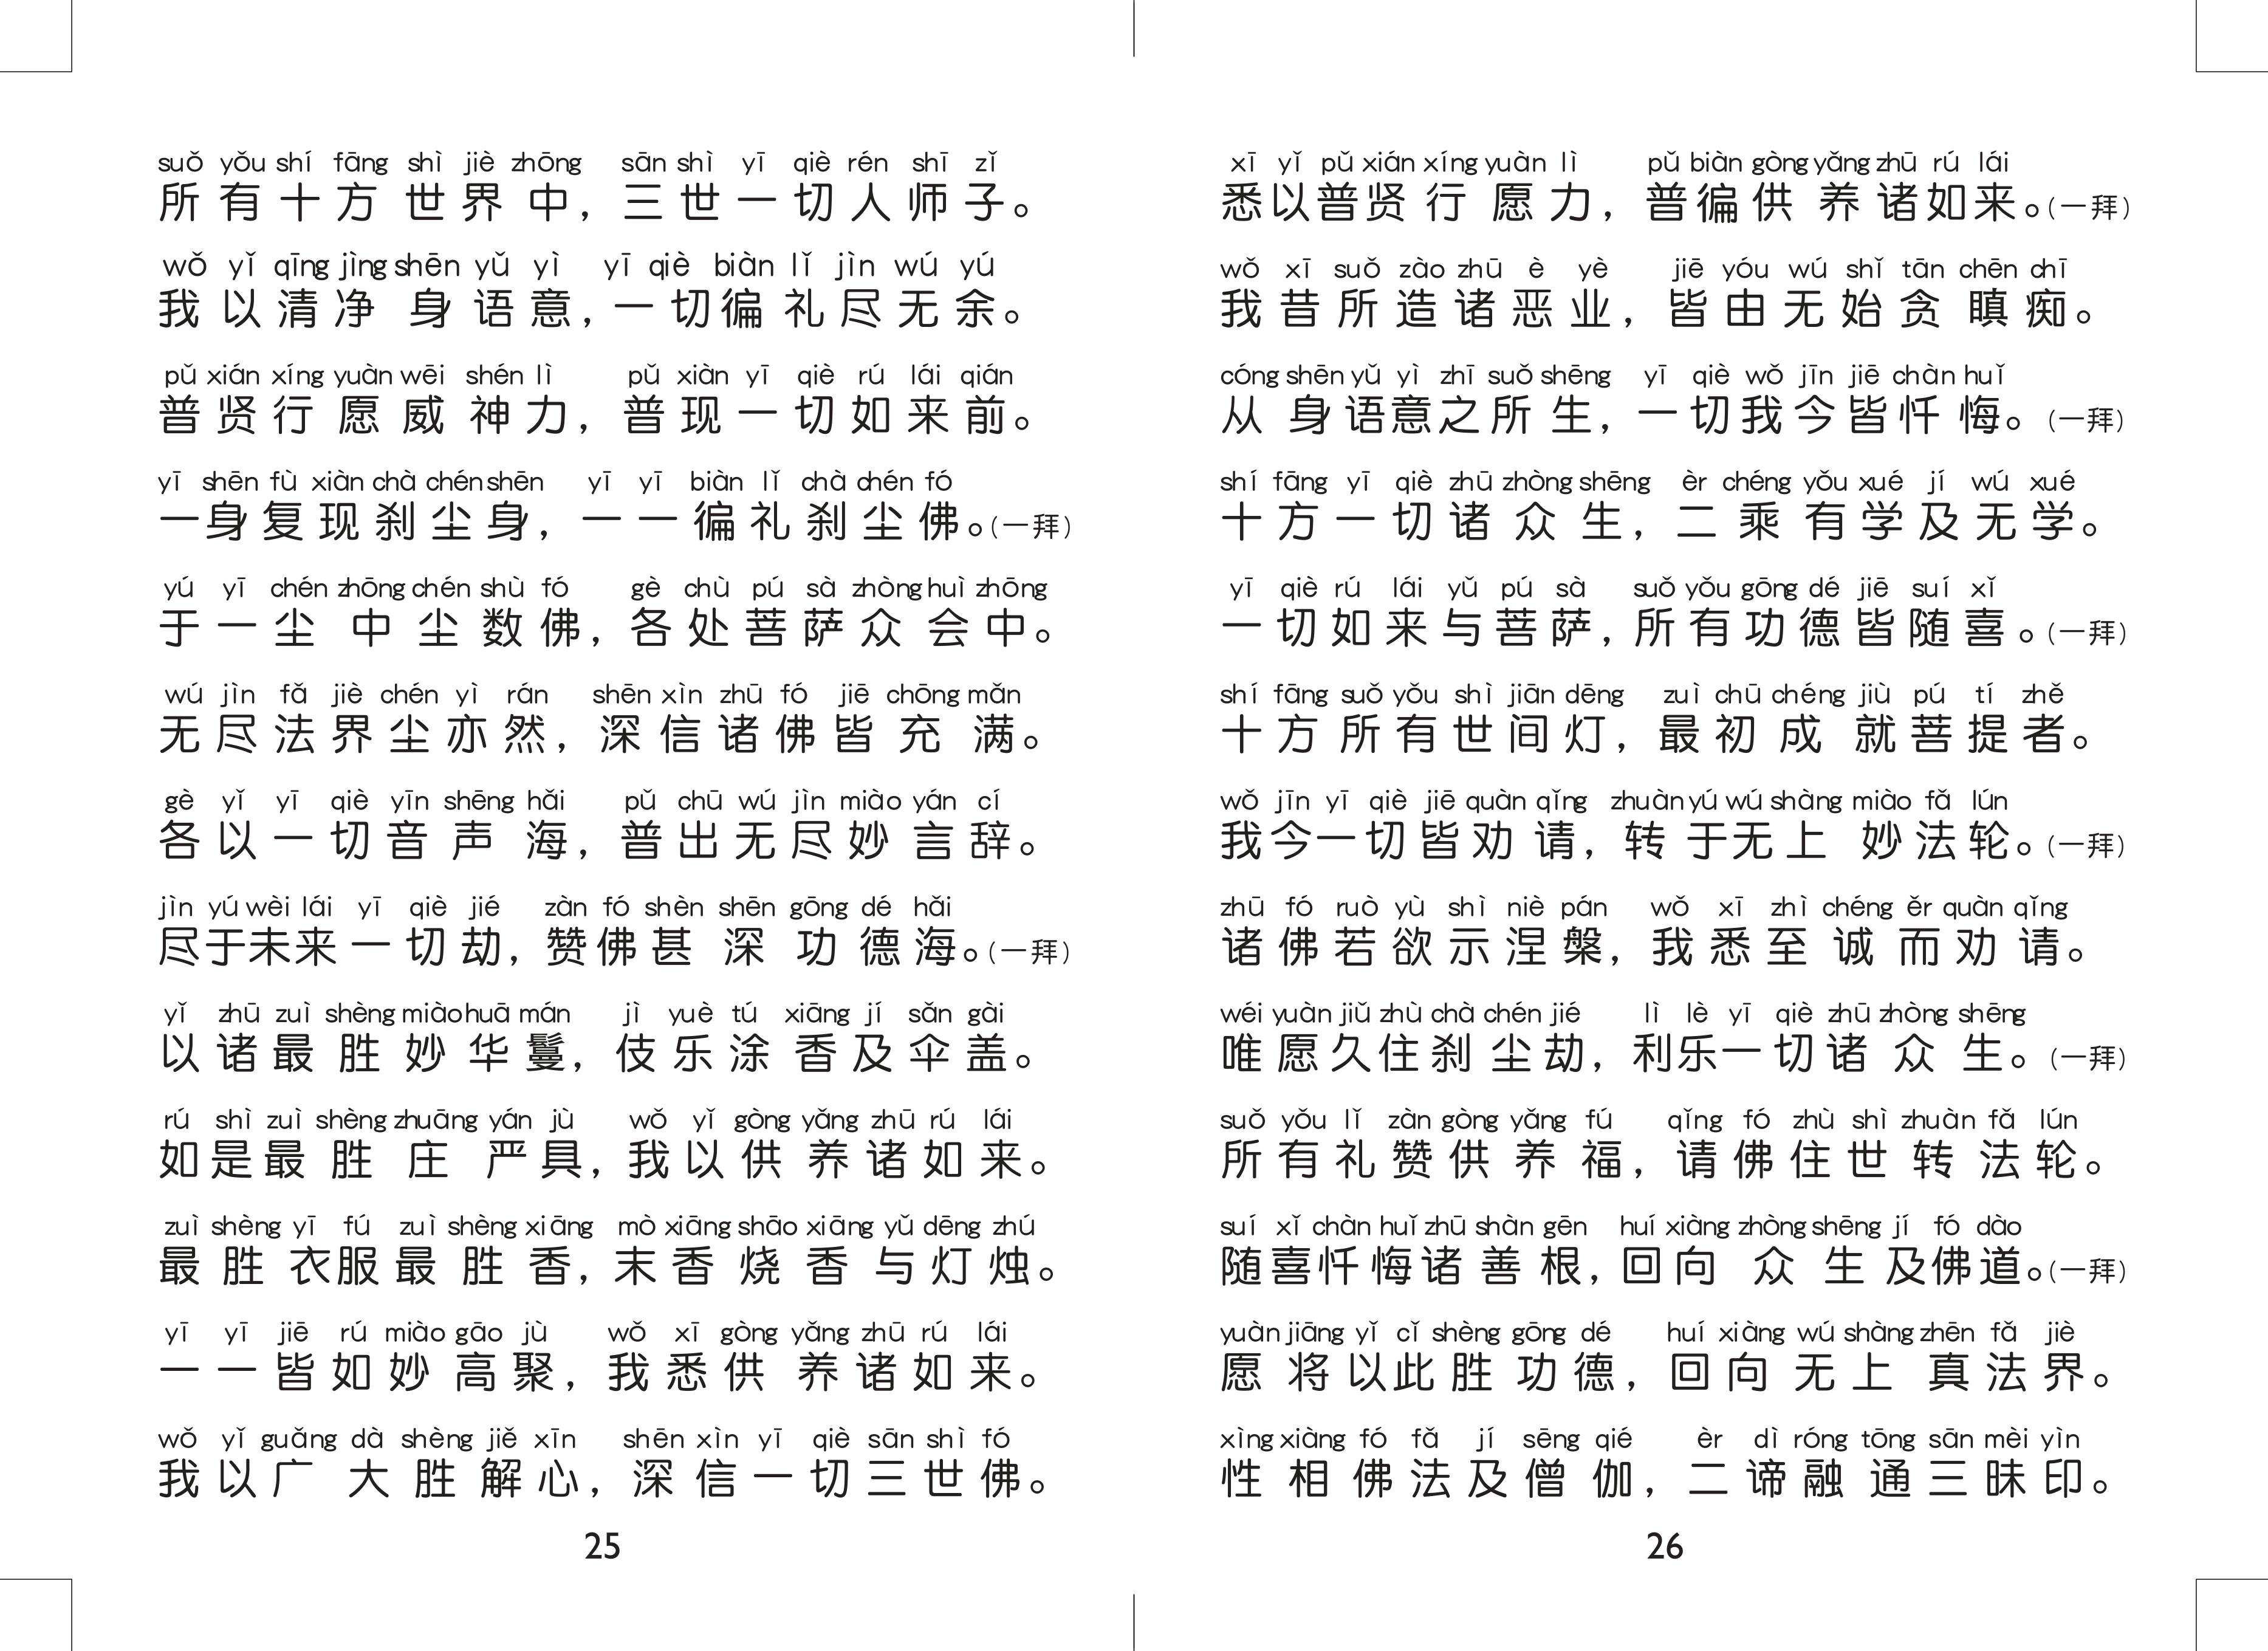 suǒ yǒu shí fāng shì jiè zhōng sān shì yī qiè rén shī zǐ
所有十方世界中，三世一切人师子。
wǒ yǐ qīng jìng shēn yǔ yì yī qiè biàn lǐ jìn wú yú
我以清净身语意，一切徧礼尽无余。
pǔ xián xíng yuàn wēi shén lì pǔ xiàn yī qiè rú lái qián
普贤行愿威神力，普现一切如来前。
yī shēn fù xiàn chà chén shēn yī yī biàn lǐ chà chén fó
一身复现刹尘身，一一徧礼刹尘佛。(一拜)
yú yī chén zhōng chén shù fó gè chù pú sà zhòng huì zhōng
于一尘中尘数佛，各处菩萨众会中。
wú jìn fǎ jiè chén yì rán shēn xìn zhū fó jiē chōng mǎn
无尽法界尘亦然，深信诸佛皆充满。
gè yǐ yī qiè yīn shēng hǎi pǔ chū wú jìn miào yán cí
各以一切音声海，普出无尽妙言辞。
jìn yú wèi lái yī qiè jié zàn fó shèn shēn gōng dé hǎi
尽于未来一切劫，赞佛甚深功德海。(一拜)
yǐ zhū zuì shèng miào huā mán jì yuè tú xiāng jí sǎn gài
以诸最胜妙华鬘，伎乐涂香及伞盖。
rú shì zuì shèng zhuāng yán jù wǒ yǐ gòng yǎng zhū rú lái
如是最胜庄严具，我以供养诸如来。
zuì shèng yī fú zuì shèng xiāng mò xiāng shāo xiāng yǔ dēng zhú
最胜衣服最胜香，末香烧香与灯烛。
yī yī jiē rú miào gāo jù wǒ xī gòng yǎng zhū rú lái
一一皆如妙高聚，我悉供养诸如来。
wǒ yǐ guǎng dà shèng jiě xīn shēn xìn yī qiè sān shì fó
我以广大胜解心，深信一切三世佛。
25
xī yǐ pǔ xián xíng yuàn lì pǔ biàn gòng yǎng zhū rú lái
悉以普贤行愿力，普徧供养诸如来。(一拜)
wǒ xī suǒ zào zhū è yè jiē yóu wú shǐ tān chēn chī
我昔所造诸恶业，皆由无始贪瞋痴。
cóng shēn yǔ yì zhī suǒ shēng yī qiè wǒ jīn jiē chàn huǐ
从身语意之所生，一切我今皆忏悔。(一拜)
shí fāng yī qiè zhū zhòng shēng èr chéng yǒu xué jí wú xué
十方一切诸众生，二乘有学及无学。
yī qiè rú lái yǔ pú sà suǒ yǒu gōng dé jiē suí xǐ
一切如来与菩萨，所有功德皆随喜。(一拜)
shí fāng suǒ yǒu shì jiān dēng zuì chū chéng jiù pú tí zhě
十方所有世间灯，最初成就菩提者。
wǒ jīn yī qiè jiē quàn qǐng zhuàn yú wú shàng miào fǎ lún
我今一切皆劝请，转于无上妙法轮。(一拜)
zhū fó ruò yù shì niè pán wǒ xī zhì chéng ěr quàn qǐng
诸佛若欲示涅槃，我悉至诚而劝请。
wéi yuàn jiǔ zhù chà chén jié lì lè yī qiè zhū zhòng shēng
唯愿久住刹尘劫，利乐一切诸众生。(一拜)
suǒ yǒu lǐ zàn gòng yǎng fú qǐng fó zhù shì zhuàn fǎ lún
所有礼赞供养福，请佛住世转法轮。
suí xǐ chàn huǐ zhū shàn gēn huí xiàng zhòng shēng jí fó dào
随喜忏悔诸善根，回向众生及佛道。(一拜)
yuàn jiāng yǐ cǐ shèng gōng dé huí xiàng wú shàng zhēn fǎ jiè
愿将以此胜功德，回向无上真法界。
xìng xiàng fó fǎ jí sēng qié èr dì róng tōng sān mèi yìn
性相佛法及僧伽，二谛融通三昧印。
26